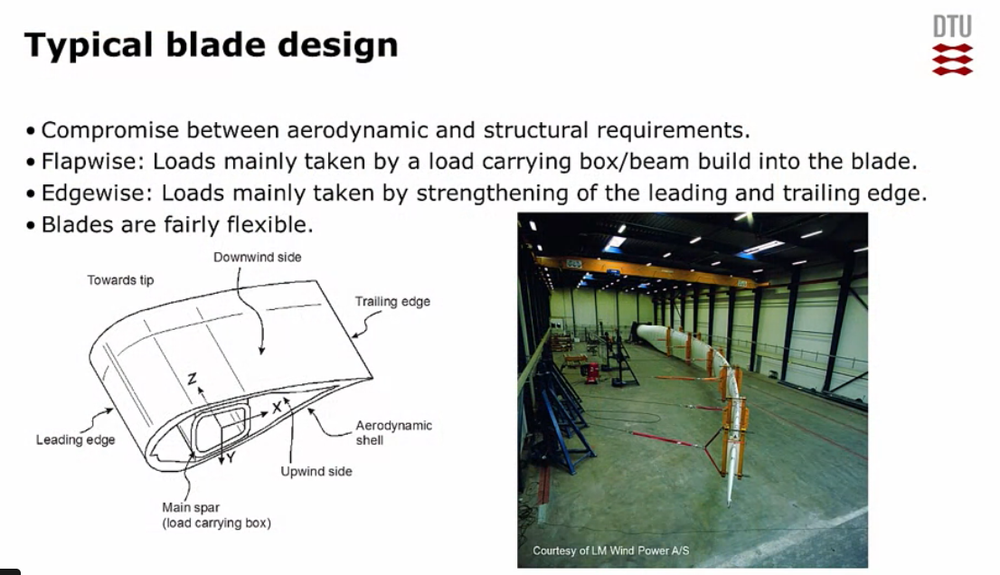 Typical blade design
DTU
• Compromise between aerodynamic and structural requirements.
• Flapwise: Loads mainly taken by a load carrying box/beam build into the blade.
• Edgewise: Loads mainly taken by strengthening of the leading and trailing edge.
• Blades are fairly flexible.
Downwind side
Towards tip
Trailing edge
Z
X
Y
Leading edge
Aerodynamic
shell
Upwind side
Main spar
(load carrying box)
Courtesy of LM Wind Power A/S